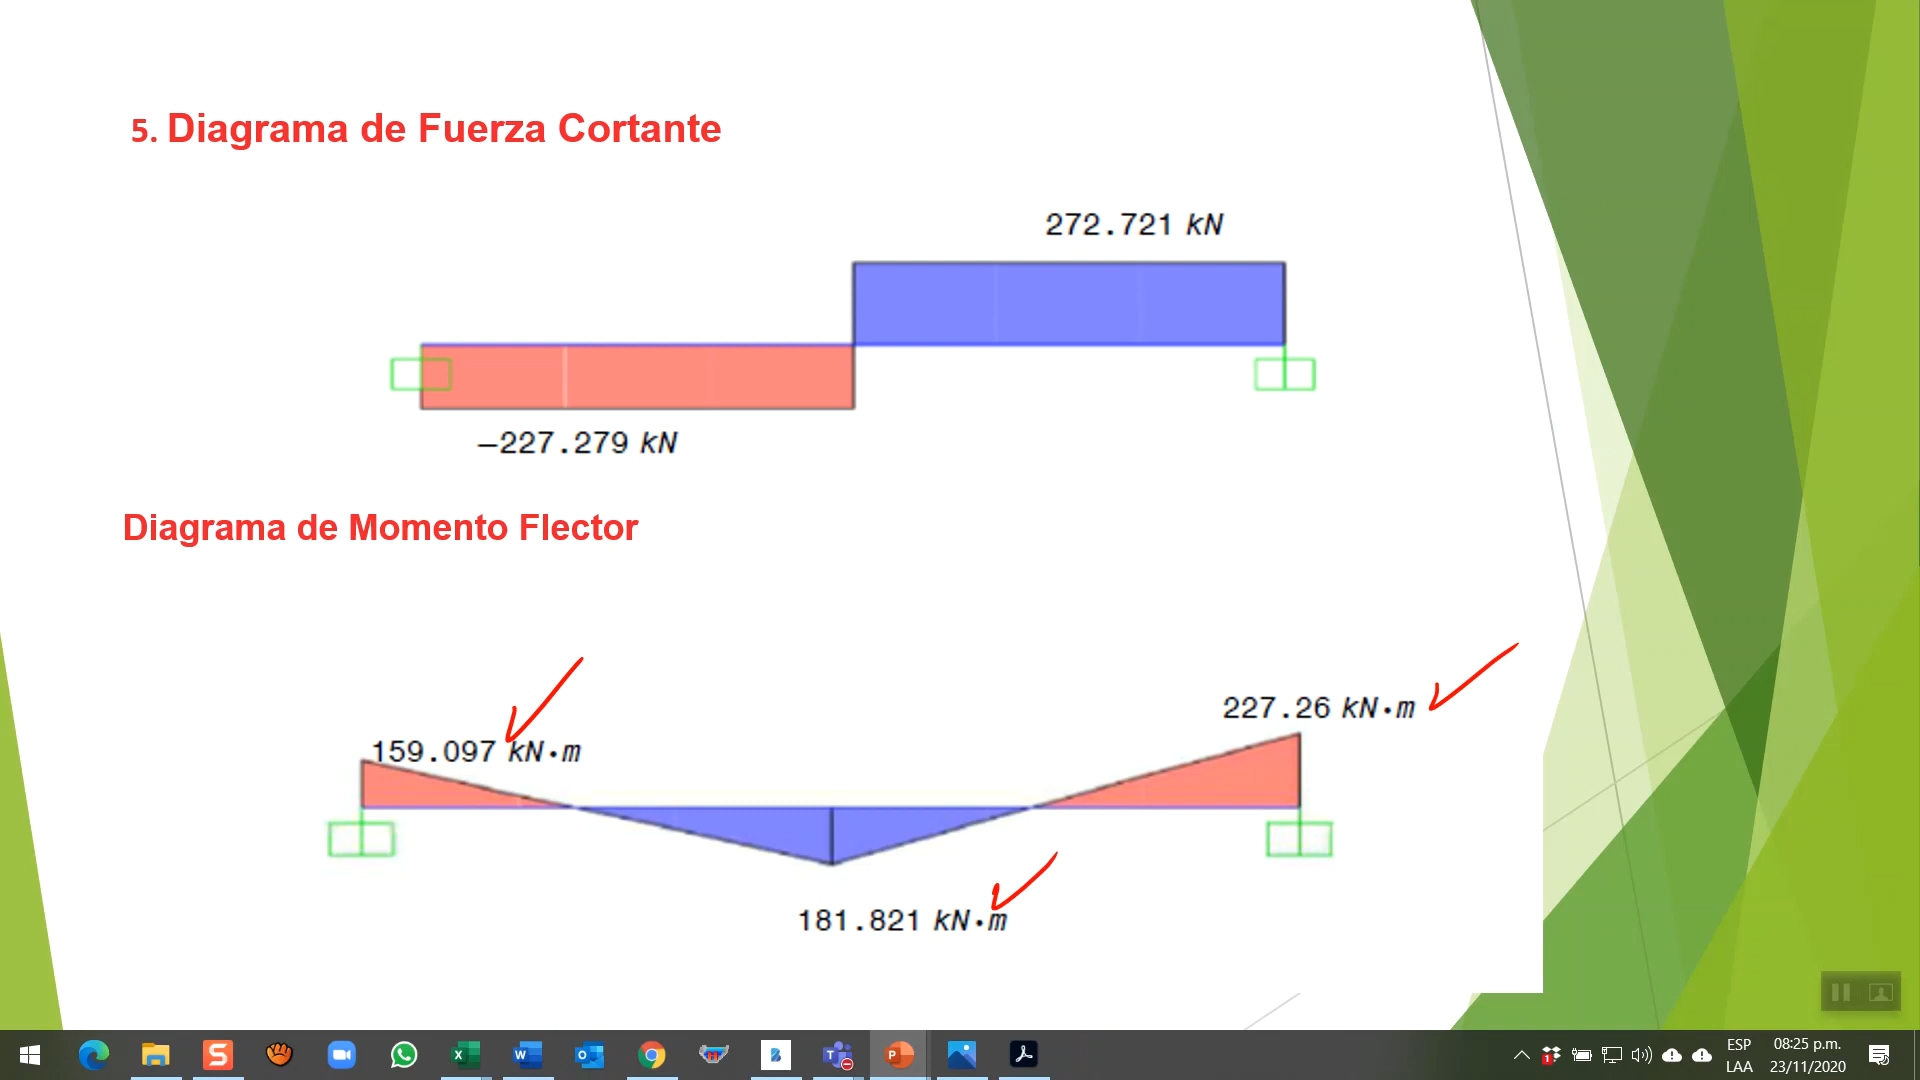 5. Diagrama de Fuerza Cortante
272.721 kN
−227.279 kN
Diagrama de Momento Flector
227.26 kN·m
159.097 kN·m
181.821 kN·m
ESP
LAA
08:25 p.m.
23/11/2020